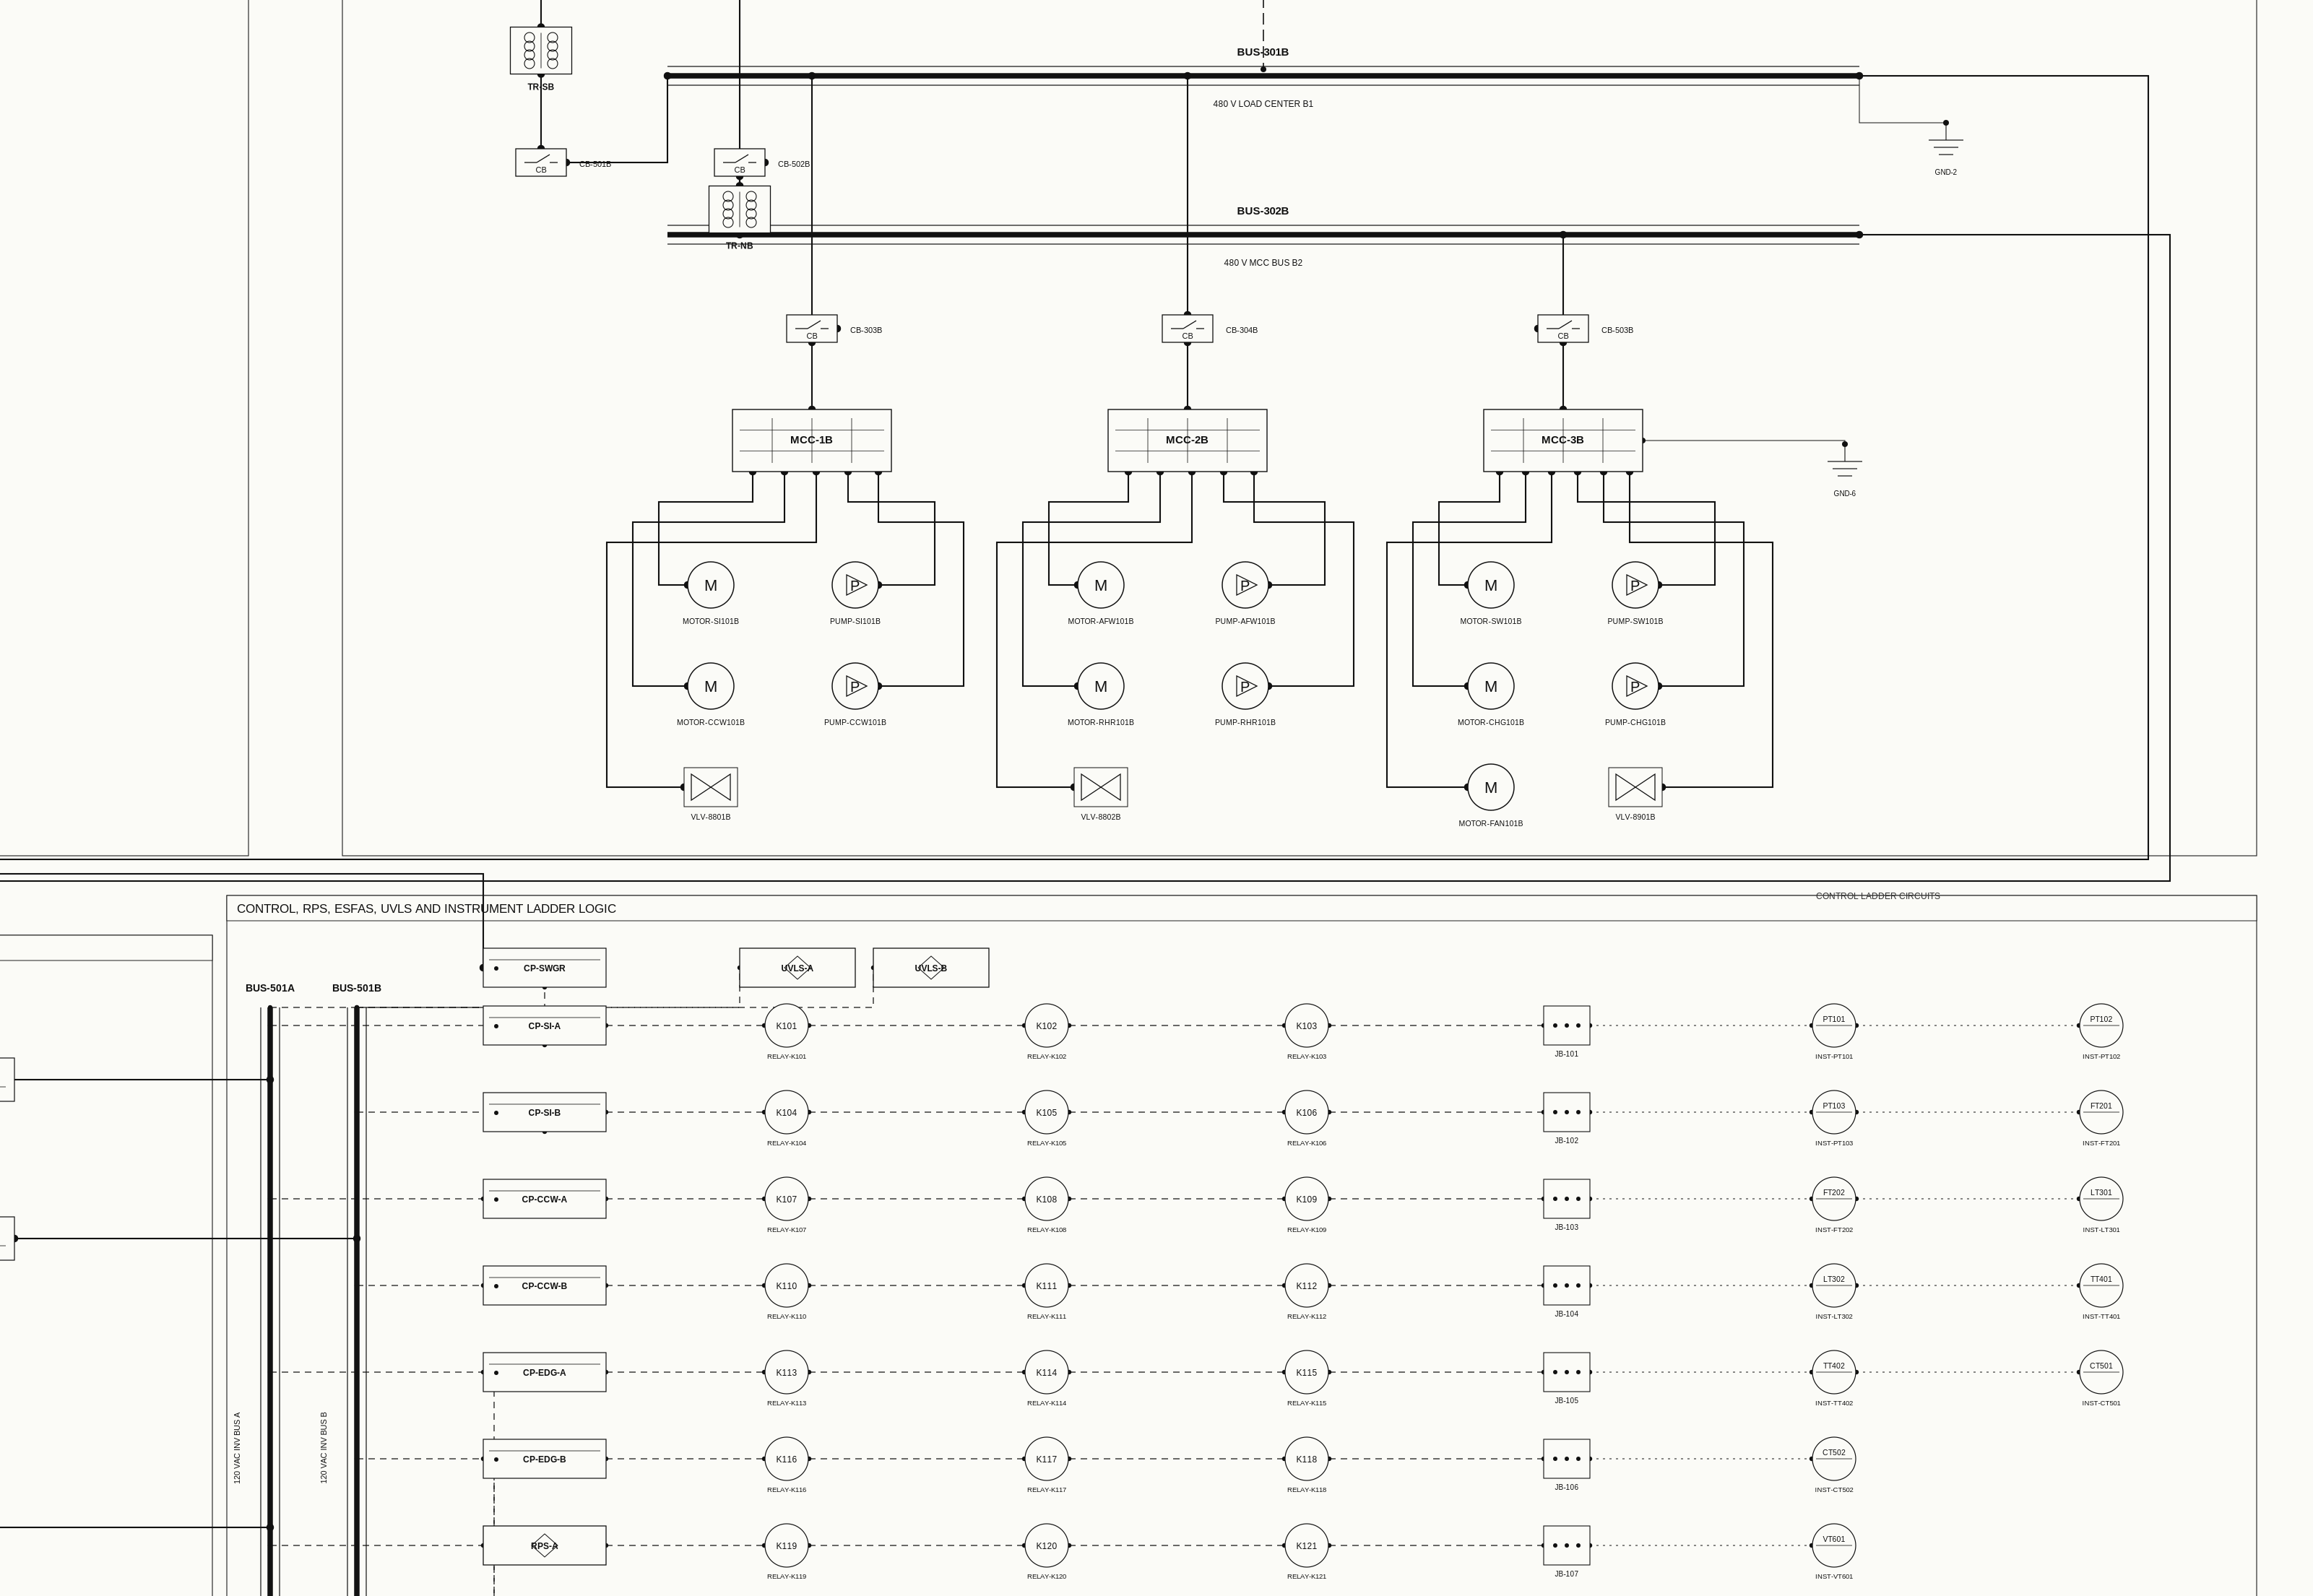 BUS-301B
TR-SB
480 V LOAD CENTER B1
CB
CB-501B
CB
CB-502B
GND-2
BUS-302B
TR-NB
480 V MCC BUS B2
CB
CB-303B
CB
CB-304B
CB
CB-503B
MCC-1B
MCC-2B
MCC-3B
GND-6
M
P
M
P
M
P
MOTOR-SI101B
PUMP-SI101B
MOTOR-AFW101B
PUMP-AFW101B
MOTOR-SW101B
PUMP-SW101B
M
P
M
P
M
P
MOTOR-CCW101B
PUMP-CCW101B
MOTOR-RHR101B
PUMP-RHR101B
MOTOR-CHG101B
PUMP-CHG101B
M
VLV-8801B
VLV-8802B
MOTOR-FAN101B
VLV-8901B
CONTROL LADDER CIRCUITS
CONTROL, RPS, ESFAS, UVLS AND INSTRUMENT LADDER LOGIC
CP-SWGR
UVLS-A
UVLS-B
BUS-501A
BUS-501B
CP-SI-A
K101
K102
K103
PT101
PT102
RELAY-K101
RELAY-K102
RELAY-K103
JB-101
INST-PT101
INST-PT102
CP-SI-B
K104
K105
K106
PT103
FT201
RELAY-K104
RELAY-K105
RELAY-K106
JB-102
INST-PT103
INST-FT201
CP-CCW-A
K107
K108
K109
FT202
LT301
RELAY-K107
RELAY-K108
RELAY-K109
JB-103
INST-FT202
INST-LT301
CP-CCW-B
K110
K111
K112
LT302
TT401
RELAY-K110
RELAY-K111
RELAY-K112
JB-104
INST-LT302
INST-TT401
CP-EDG-A
K113
K114
K115
TT402
CT501
RELAY-K113
RELAY-K114
RELAY-K115
JB-105
INST-TT402
INST-CT501
120 VAC INV BUS A
120 VAC INV BUS B
CP-EDG-B
K116
K117
K118
CT502
RELAY-K116
RELAY-K117
RELAY-K118
JB-106
INST-CT502
RPS-A
K119
K120
K121
VT601
RELAY-K119
RELAY-K120
RELAY-K121
JB-107
INST-VT601